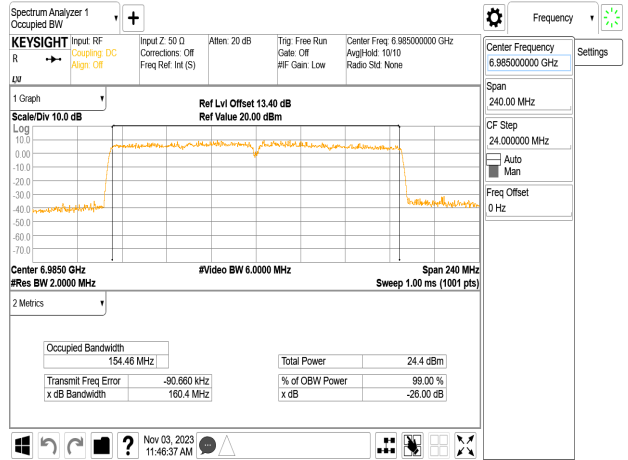 Spectrum Analyzer 1
Occupied BW
Frequency
KEYSIGHT
R
Input: RF
Coupling: DC
Align: Off
Input Z: 50 Ω
Corrections: Off
Freq Ref: Int (S)
Atten: 20 dB
Trig: Free Run
Gate: Off
#IF Gain: Low
Center Freq: 6.985000000 GHz
Avg|Hold: 10/10
Radio Std: None
Center Frequency
6.985000000 GHz
Settings
Span
240.00 MHz
CF Step
24.000000 MHz
Auto
Man
Freq Offset
0 Hz
1 Graph
Scale/Div 10.0 dB
Ref Lvl Offset 13.40 dB
Ref Value 20.00 dBm
Log
10.0
0.00
-10.0
-20.0
-30.0
-40.0
-50.0
-60.0
-70.0
Center 6.9850 GHz
#Video BW 6.0000 MHz
Span 240 MHz
#Res BW 2.0000 MHz
Sweep 1.00 ms (1001 pts)
2 Metrics
Occupied Bandwidth
154.46 MHz
Total Power
24.4 dBm
Transmit Freq Error
-90.660 kHz
% of OBW Power
99.00 %
x dB Bandwidth
160.4 MHz
x dB
-26.00 dB
?
Nov 03, 2023
11:46:37 AM